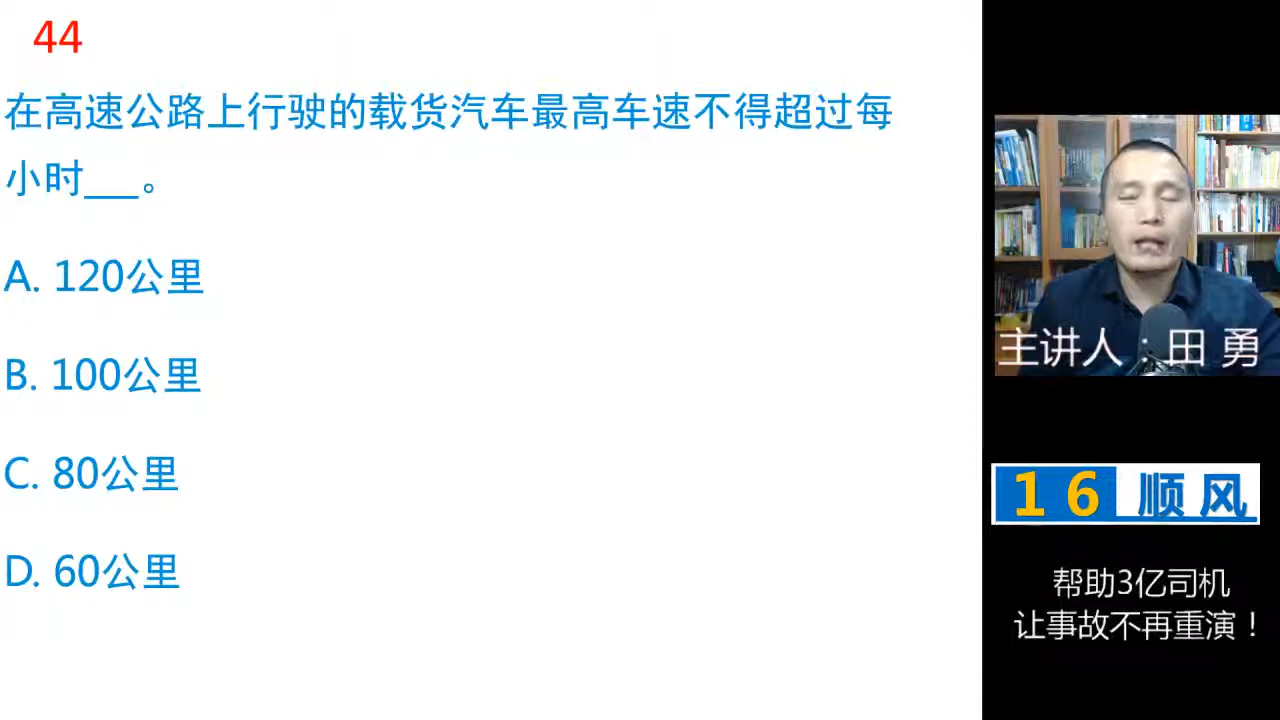 44
在高速公路上行驶的载货汽车最高车速不得超过每
小时___。
A. 120公里
B. 100公里
C. 80公里
D. 60公里
主讲人：田 勇
16 顺风
帮助3亿司机
让事故不再重演！